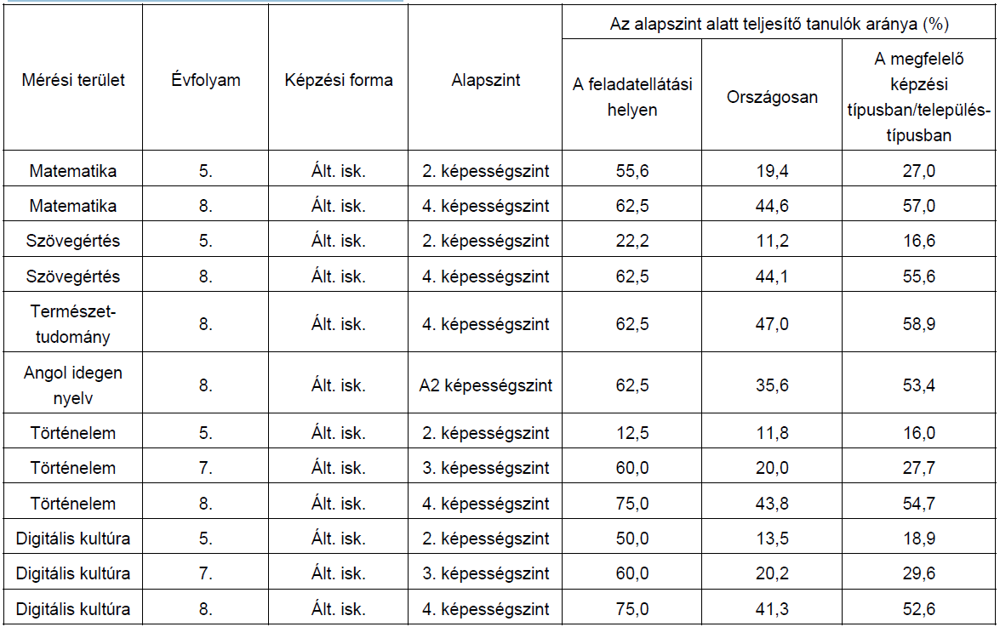 Az alapszint alatt teljesítő tanulók aránya (%)
Mérési terület Évfolyam Képzési forma Alapszint A feladatellátási helyen Országosan A megfelelő képzési típusban/település-típusban
Matematika 5. Ált. isk. 2. képességszint 55,6 19,4 27,0
Matematika 8. Ált. isk. 4. képességszint 62,5 44,6 57,0
Szövegértés 5. Ált. isk. 2. képességszint 22,2 11,2 16,6
Szövegértés 8. Ált. isk. 4. képességszint 62,5 44,1 55,6
Természet-
tudomány 8. Ált. isk. 4. képességszint 62,5 47,0 58,9
Angol idegen
nyelv 8. Ált. isk. A2 képességszint 62,5 35,6 53,4
Történelem 5. Ált. isk. 2. képességszint 12,5 11,8 16,0
Történelem 7. Ált. isk. 3. képességszint 60,0 20,0 27,7
Történelem 8. Ált. isk. 4. képességszint 75,0 43,8 54,7
Digitális kultúra 5. Ált. isk. 2. képességszint 50,0 13,5 18,9
Digitális kultúra 7. Ált. isk. 3. képességszint 60,0 20,2 29,6
Digitális kultúra 8. Ált. isk. 4. képességszint 75,0 41,3 52,6